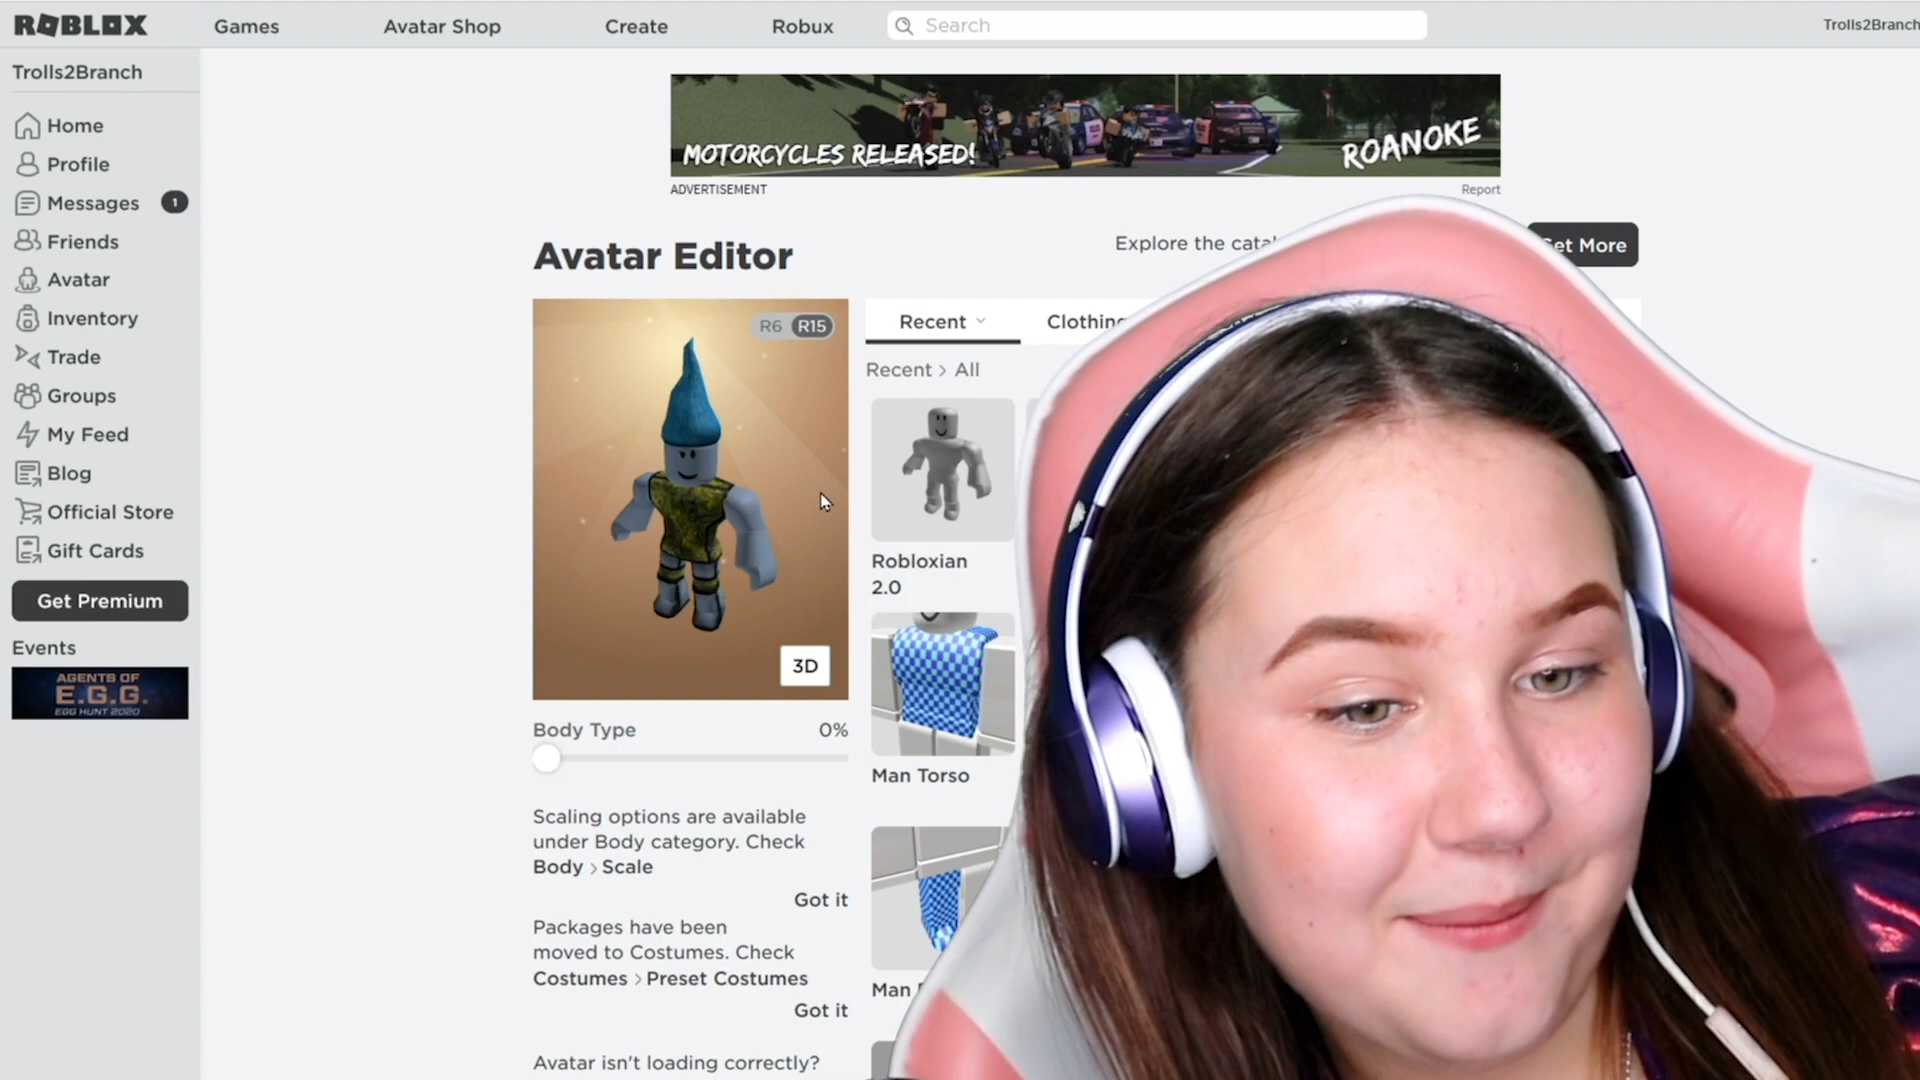 ROBLOX
Games
Avatar Shop
Create
Robux
Search
Trolls2Branch
Trolls2Branch
Home
Profile
Messages
1
Friends
Avatar
Inventory
Trade
Groups
My Feed
Blog
Official Store
Gift Cards
Get Premium
Events
AGENTS OF
E.G.G.
EGG HUNT 2020
MOTORCYCLES RELEASED!
ROANOKE
ADVERTISEMENT
Report
Avatar Editor
Explore the
Get More
R6
R15
3D
Recent
Clothing
Recent > All
Robloxian
2.0
Man Torso
Man
Body Type
0%
Scaling options are available
under Body category. Check
Body > Scale
Got it
Packages have been
moved to Costumes. Check
Costumes > Preset Costumes
Got it
Avatar isn't loading correctly?